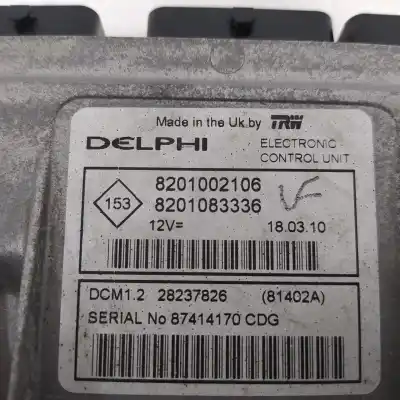 Made in the Uk by TRW
DELPHI
ELECTRONIC
CONTROL UNIT
153
8201002106
8201083336
VF
12V=
18.03.10
DCM1.2 28237826 (81402A)
SERIAL No 87414170 CDG